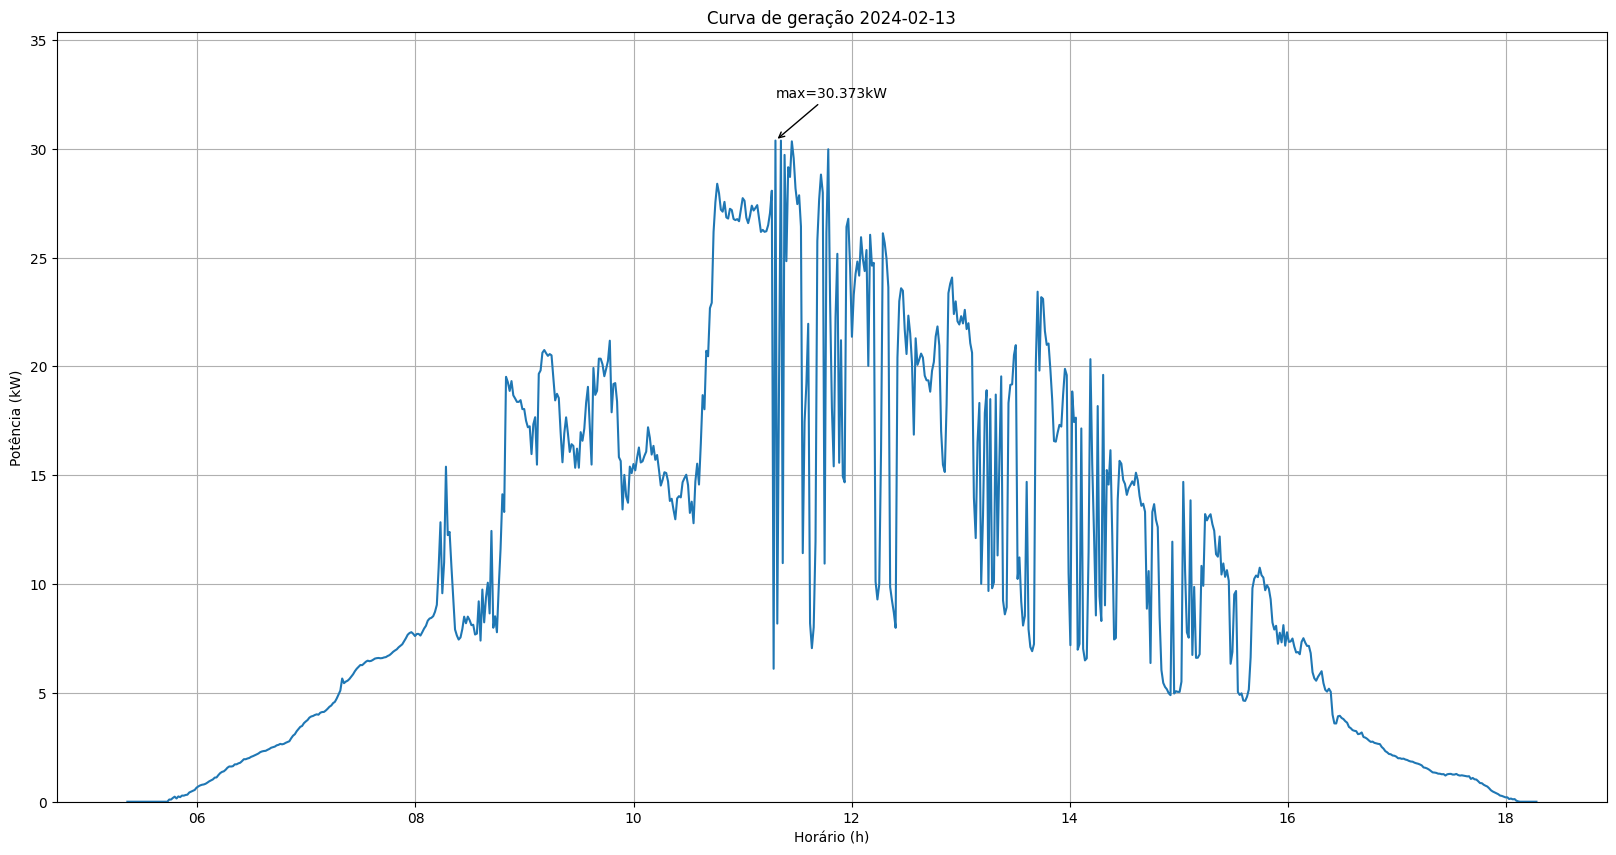 Curva de geração 2024-02-13
35
max=30.373kW
30
25
20
Potência (kW)
15
10
5
0
06 08 10 12 14 16 18
Horário (h)